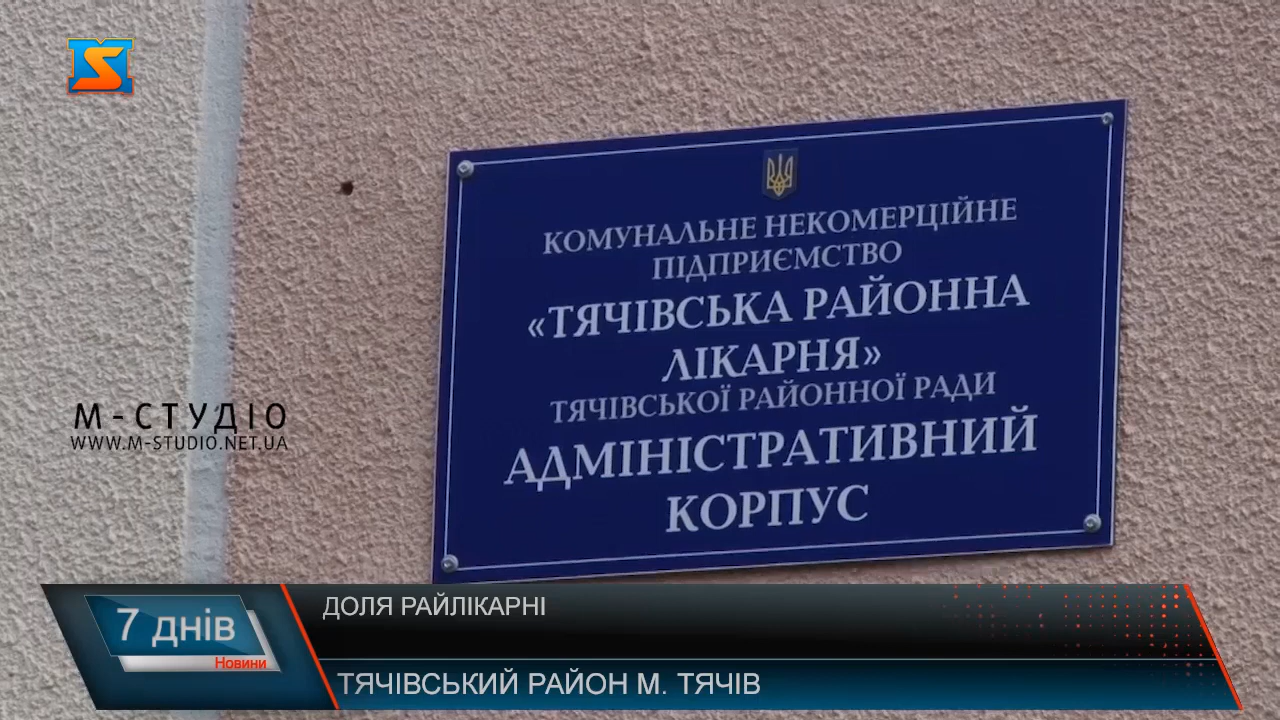 КОМУНАЛЬНЕ НЕКОМЕРЦІЙНЕ
ПІДПРИЄМСТВО
«ТЯЧІВСЬКА РАЙОННА
ЛІКАРНЯ»
ТЯЧІВСЬКОЇ РАЙОННОЇ РАДИ
АДМІНІСТРАТИВНИЙ
КОРПУС
М-СТУДІО
WWW.M-STUDIO.NET.UA
7 днів
Новини
ДОЛЯ РАЙЛІКАРНІ
ТЯЧІВСЬКИЙ РАЙОН М. ТЯЧІВ